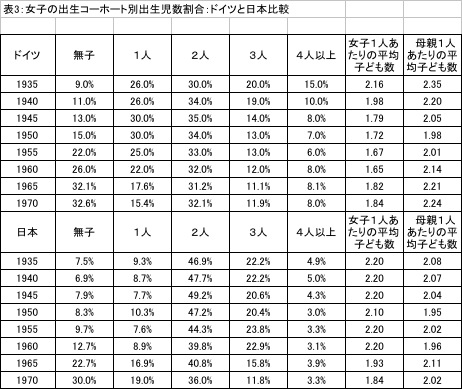 表3：女子の出生コーホート別出生児数割合：ドイツと日本比較
ドイツ 無子 1人 2人 3人 4人以上 女子1人あたりの平均子ども数 母親1人あたりの平均子ども数
1935 9.0% 26.0% 30.0% 20.0% 15.0% 2.16 2.35
1940 11.0% 26.0% 34.0% 19.0% 10.0% 1.98 2.20
1945 13.0% 30.0% 35.0% 14.0% 8.0% 1.79 2.05
1950 15.0% 30.0% 34.0% 13.0% 7.0% 1.72 1.98
1955 22.0% 25.0% 33.0% 13.0% 6.0% 1.67 2.01
1960 26.0% 22.0% 32.0% 12.0% 8.0% 1.65 2.14
1965 32.1% 17.6% 31.2% 11.1% 8.1% 1.82 2.21
1970 32.6% 15.4% 32.1% 11.9% 8.0% 1.84 2.24
日本 無子 1人 2人 3人 4人以上 女子1人あたりの平均子ども数 母親1人あたりの平均子ども数
1935 7.5% 9.3% 46.9% 22.2% 4.9% 2.20 2.08
1940 6.9% 8.7% 47.7% 22.2% 5.0% 2.20 2.07
1945 7.9% 7.7% 49.2% 20.6% 4.3% 2.20 2.04
1950 8.3% 10.3% 47.2% 20.4% 3.0% 2.10 1.95
1955 9.7% 7.6% 44.3% 23.8% 3.3% 2.20 2.02
1960 12.7% 8.9% 39.8% 22.9% 3.1% 2.20 1.96
1965 22.7% 16.9% 40.8% 15.8% 3.9% 1.93 2.11
1970 30.0% 19.0% 36.0% 11.8% 3.3% 1.84 2.02